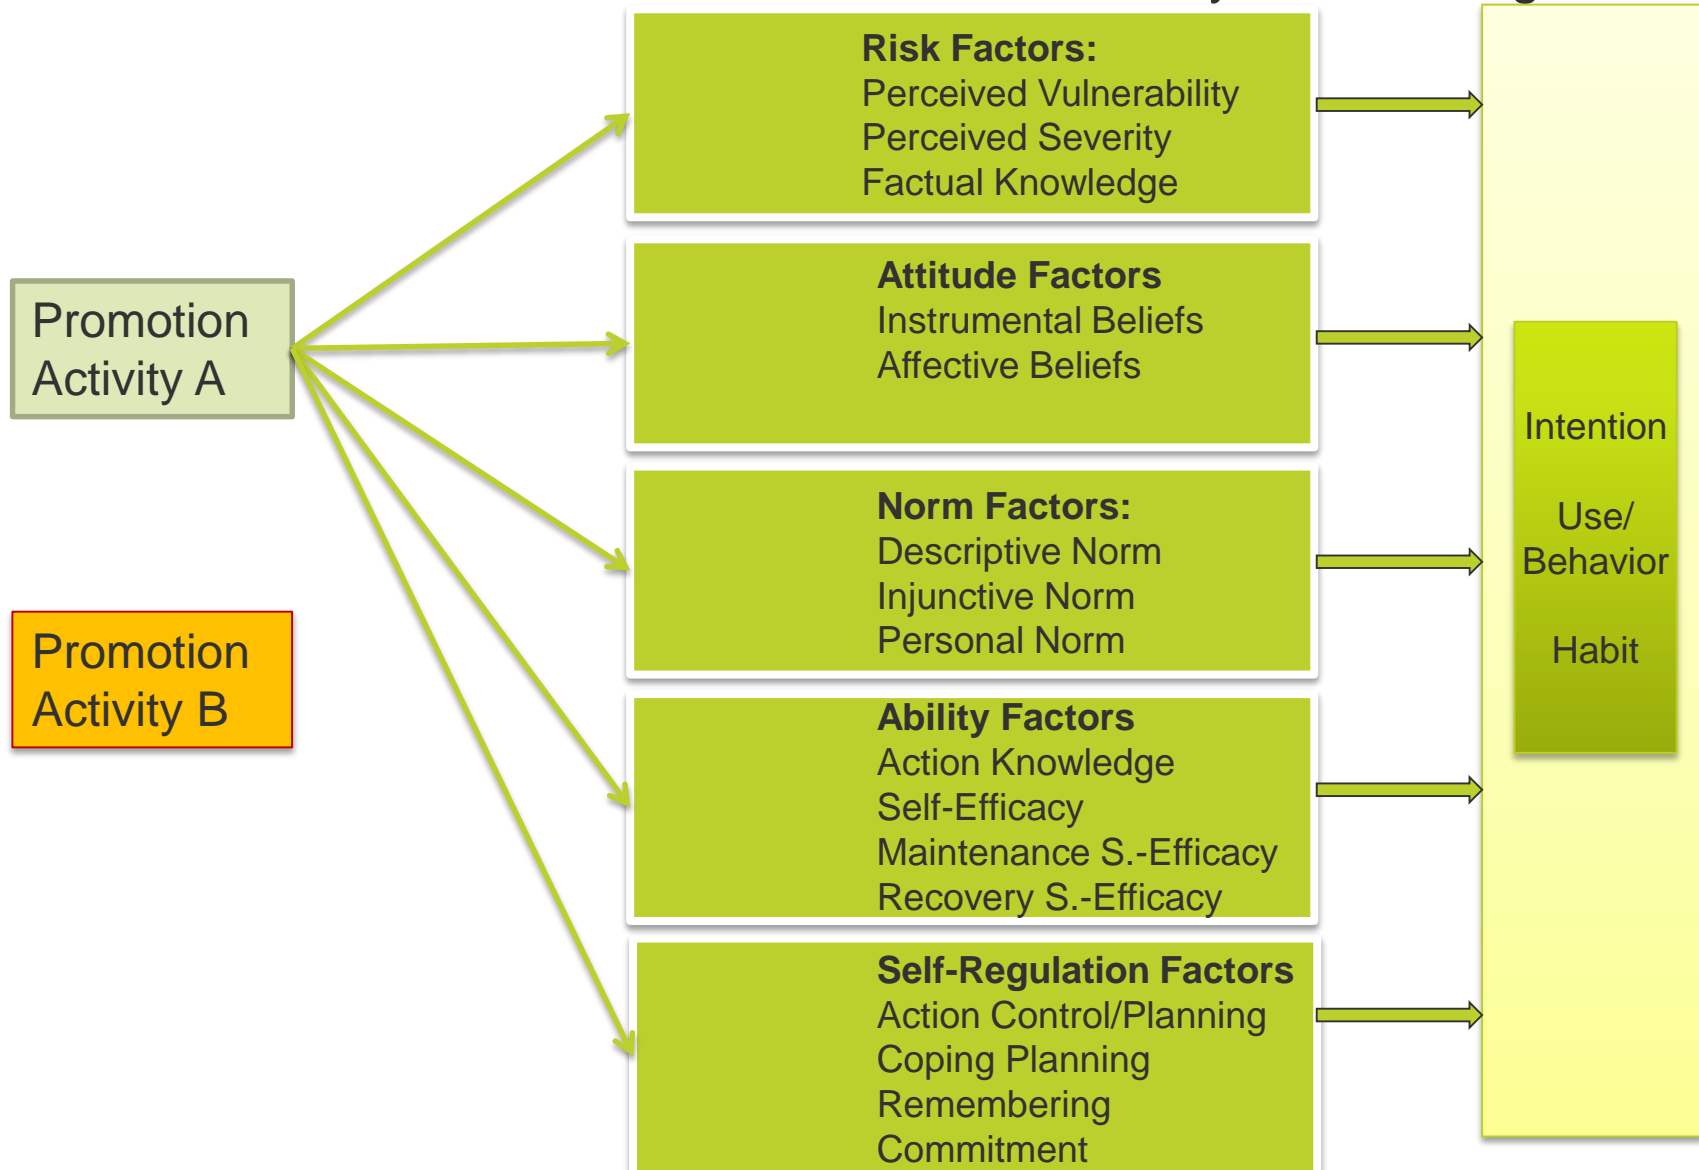 Promotion
Activity A
Promotion
Activity B
Risk Factors:
Perceived Vulnerability
Perceived Severity
Factual Knowledge
Attitude Factors
Instrumental Beliefs
Affective Beliefs
Norm Factors:
Descriptive Norm
Injunctive Norm
Personal Norm
Ability Factors
Action Knowledge
Self-Efficacy
Maintenance S.-Efficacy
Recovery S.-Efficacy
Self-Regulation Factors
Action Control/Planning
Coping Planning
Remembering
Commitment
Intention
Use/
Behavior
Habit